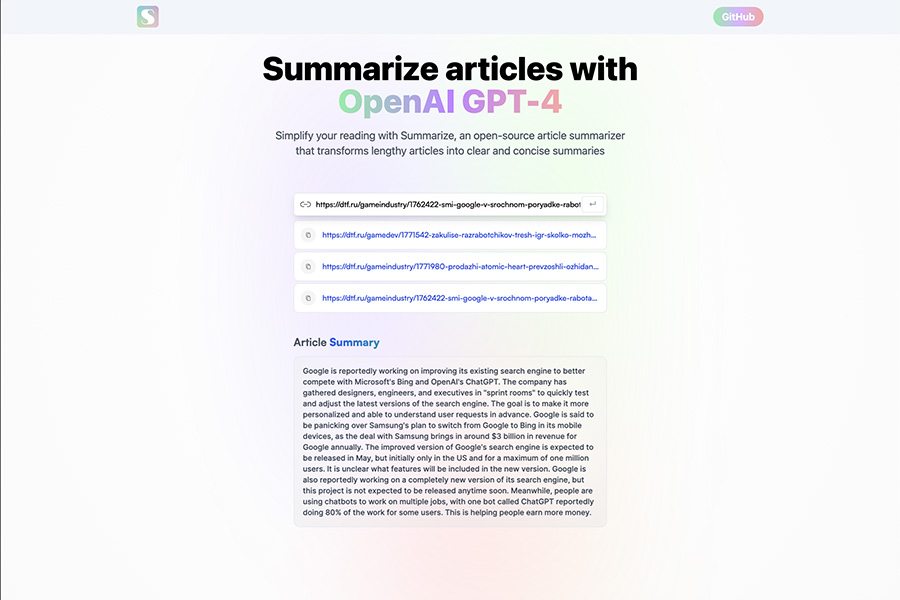 S
GitHub
Summarize articles with
OpenAI GPT-4
Simplify your reading with Summarize, an open-source article summarizer
that transforms lengthy articles into clear and concise summaries
https://dtf.ru/gameindustry/1762422-smi-google-v-srochnom-poryadke-rabot
https://dtf.ru/gamedev/1771542-zakulise-razrabotchikov-tresh-igr-skolko-mozh...
https://dtf.ru/gameindustry/1771980-prodazhi-atomic-heart-prevzoshli-ozhidan...
https://dtf.ru/gameindustry/1762422-smi-google-v-srochnom-poryadke-rabota...
Article Summary
Google is reportedly working on improving its existing search engine to better
compete with Microsoft's Bing and OpenAI's ChatGPT. The company has
gathered designers, engineers, and executives in "sprint rooms" to quickly test
and adjust the latest versions of the search engine. The goal is to make it more
personalized and able to understand user requests in advance. Google is said to
be panicking over Samsung's plan to switch from Google to Bing in its mobile
devices, as the deal with Samsung brings in around $3 billion in revenue for
Google annually. The improved version of Google's search engine is expected to
be released in May, but initially only in the US and for a maximum of one million
users. It is unclear what features will be included in the new version. Google is
also reportedly working on a completely new version of its search engine, but
this project is not expected to be released anytime soon. Meanwhile, people are
using chatbots to work on multiple jobs, with one bot called ChatGPT reportedly
doing 80% of the work for some users. This is helping people earn more money.